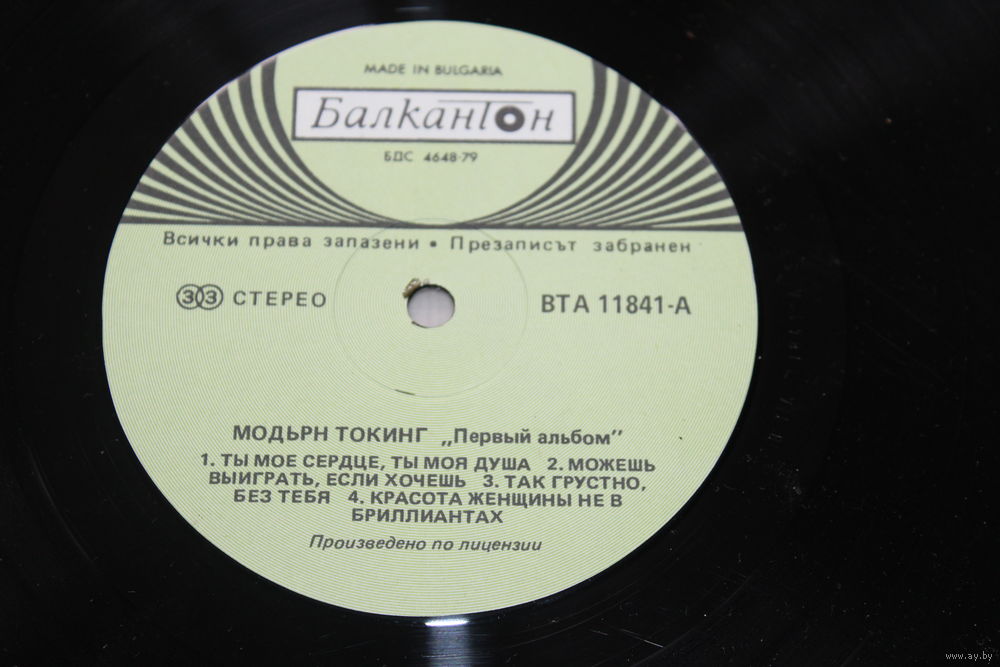 MADE IN BULGARIA
Балкантон
БДС 4648-79
Всички права запазени • Презаписът забранен
33 СТЕРЕО ВТА 11841-А
МОДЬРН ТОКИНГ „Первый альбом”
1. ТЫ МОЕ СЕРДЦЕ, ТЫ МОЯ ДУША 2. МОЖЕШЬ
ВЫИГРАТЬ, ЕСЛИ ХОЧЕШЬ 3. ТАК ГРУСТНО,
БЕЗ ТЕБЯ 4. КРАСОТА ЖЕНЩИНЫ НЕ В
БРИЛЛИАНТАХ
Произведено по лицензии
www.ay.by